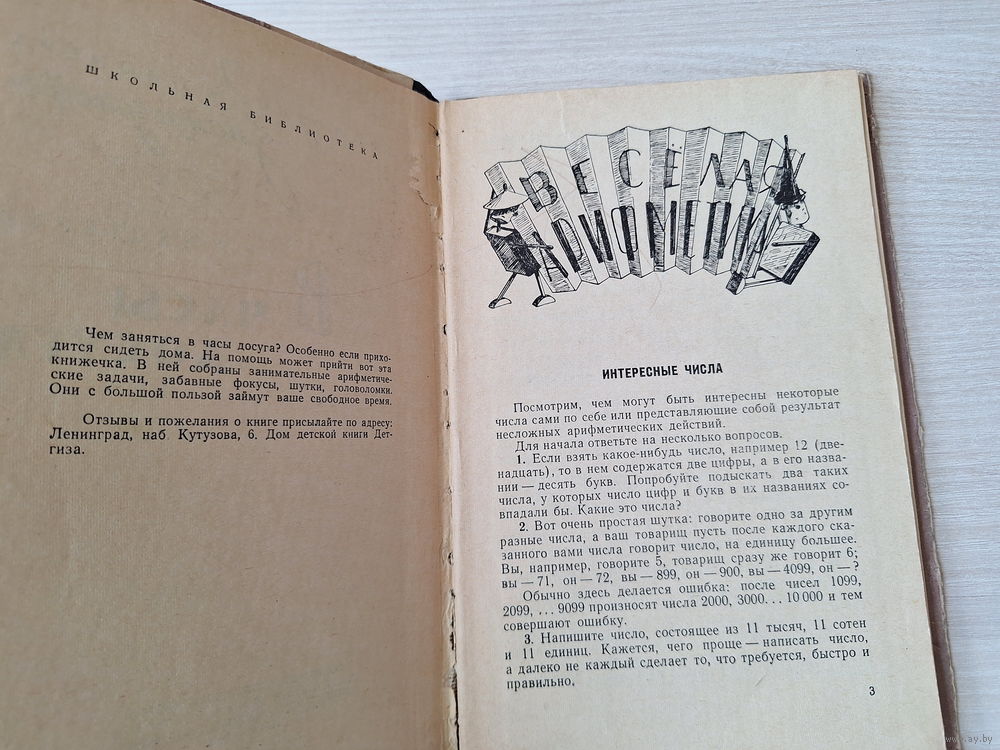 ШКОЛЬНАЯ БИБЛИОТЕКА
Чем заняться в часы досуга? Особенно если прихо-
дится сидеть дома. На помощь может прийти вот эта
книжечка. В ней собраны занимательные арифметиче-
ские задачи, забавные фокусы, шутки, головоломки.
Они с большой пользой займут ваше свободное время.
Отзывы и пожелания о книге присылайте по адресу:
Ленинград, наб Кутузова, 6. Дом детской книги Дет-
гиза.
ВЕСЁЛАЯ
АРИФМЕТИКА
ИНТЕРЕСНЫЕ ЧИСЛА
Посмотрим, чем могут быть интересны некоторые
числа сами по себе или представляющие собой результат
несложных арифметических действий.
Для начала ответьте на несколько вопросов.
1. Если взять какое-нибудь число, например 12 (две-
надцать), то в нем содержатся две цифры, а в его назва-
нии — десять букв. Попробуйте подыскать два таких
числа, у которых число цифр и букв в их названиях со-
впадали бы. Какие это числа?
2. Вот очень простая шутка: говорите одно за другим
разные числа, а ваш товарищ пусть после каждого ска-
занного вами числа говорит число, на единицу большее.
Вы, например, говорите 5, товарищ сразу же говорит 6;
вы — 71, он — 72, вы — 899, он — 900, вы — 4099, он — ?
Обычно здесь делается ошибка: после чисел 1099,
2099, ... 9099 произносят числа 2000, 3000... 10 000 и тем
совершают ошибку.
3. Напишите число, состоящее из 11 тысяч, 11 сотен
и 11 единиц. Кажется, чего проще — написать число,
а далеко не каждый сделает то, что требуется, быстро и
правильно.
3
www.ay.by